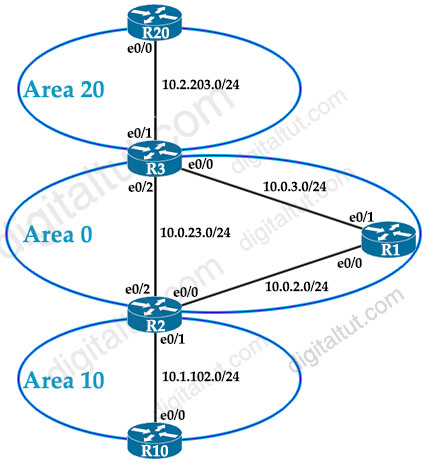 R20
e0/0
Area 20
10.2.203.0/24
e0/1
R3
e0/0
e0/2
10.0.3.0/24
e0/1
Area 0
10.0.23.0/24
R1
e0/0
10.0.2.0/24
e0/2
e0/0
R2
e0/1
Area 10
10.1.102.0/24
e0/0
R10
digitaltut.com
digitaltut.com
digitaltut.com
digitaltut.com
digitaltut.com